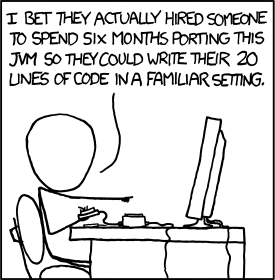 I BET THEY ACTUALLY HIRED SOMEONE
TO SPEND SIX MONTHS PORTING THIS
JVM SO THEY COULD WRITE THEIR 20
LINES OF CODE IN A FAMILIAR SETTING.